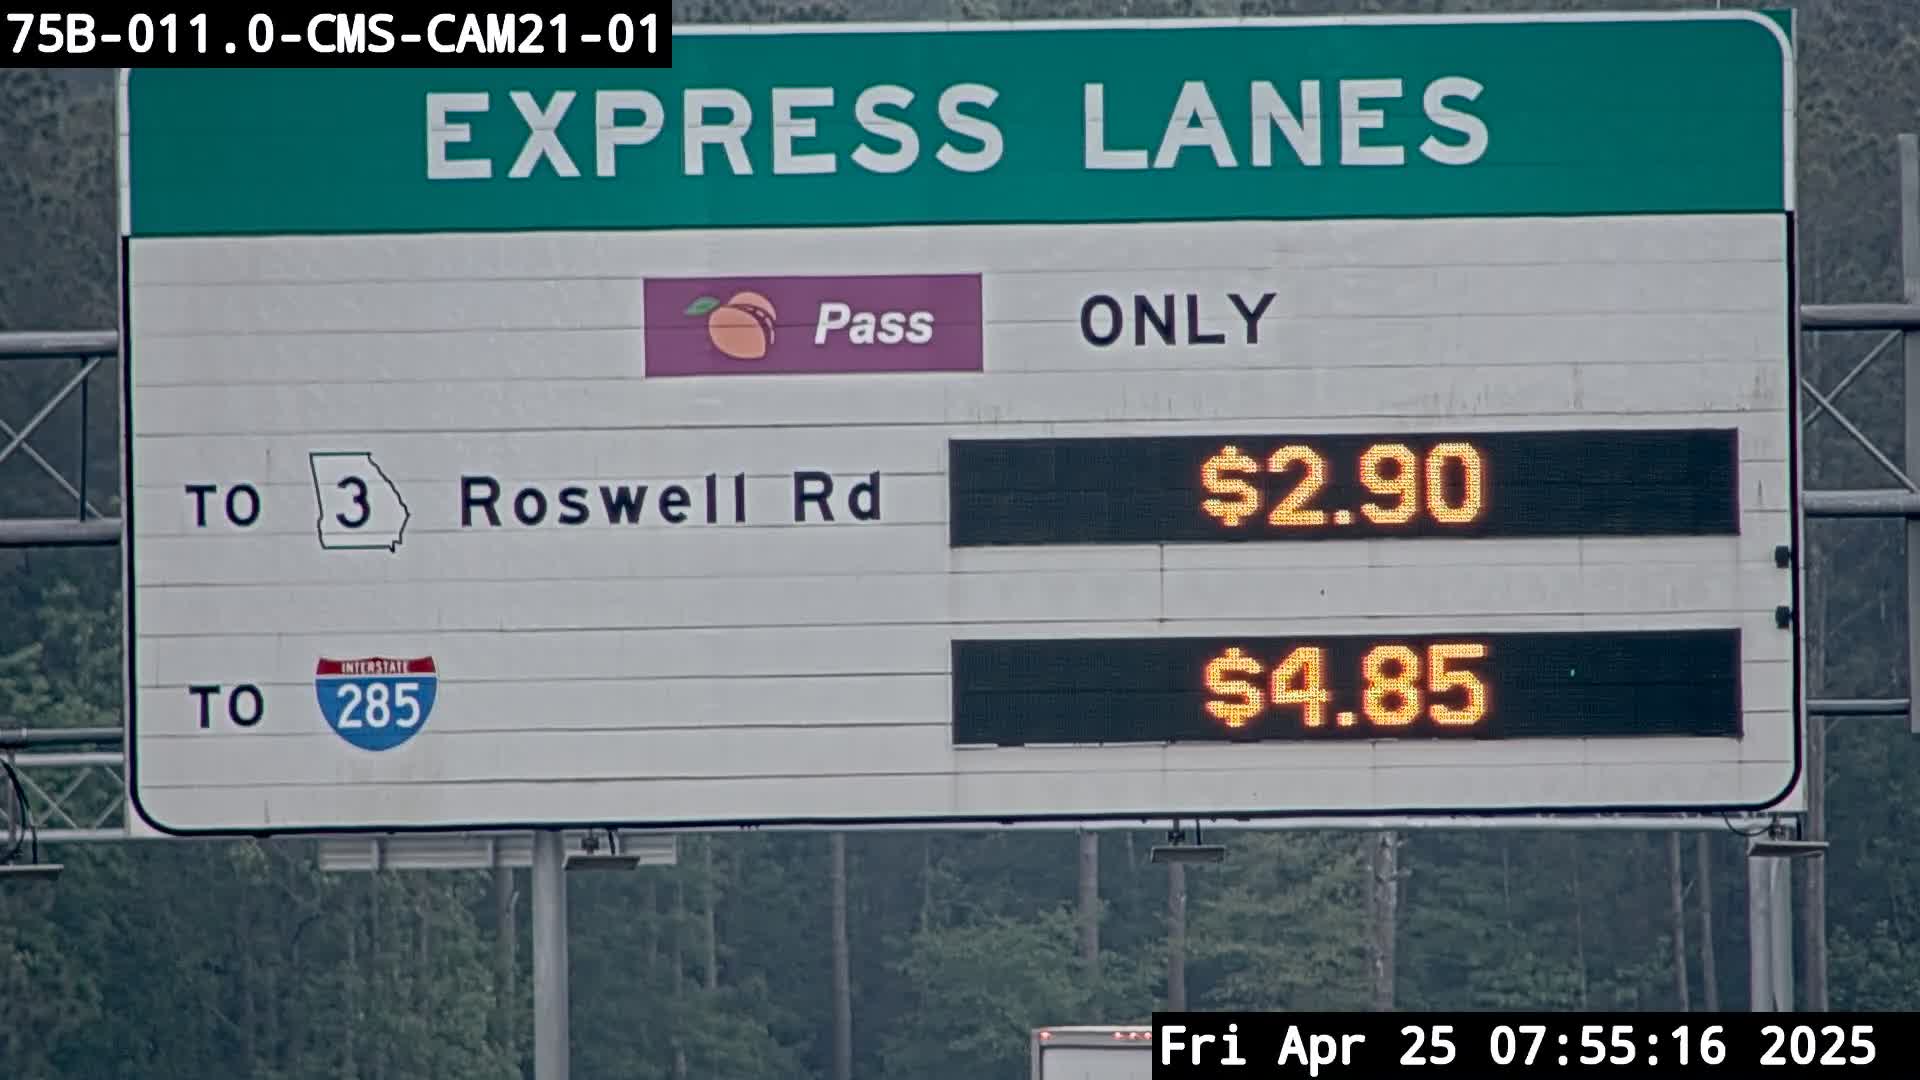 75B-011.0-CMS-CAM21-01
EXPRESS LANES
Pass ONLY
TO 3 Roswell Rd $2.90
TO INTERSTATE 285 $4.85
Fri Apr 25 07:55:16 2025